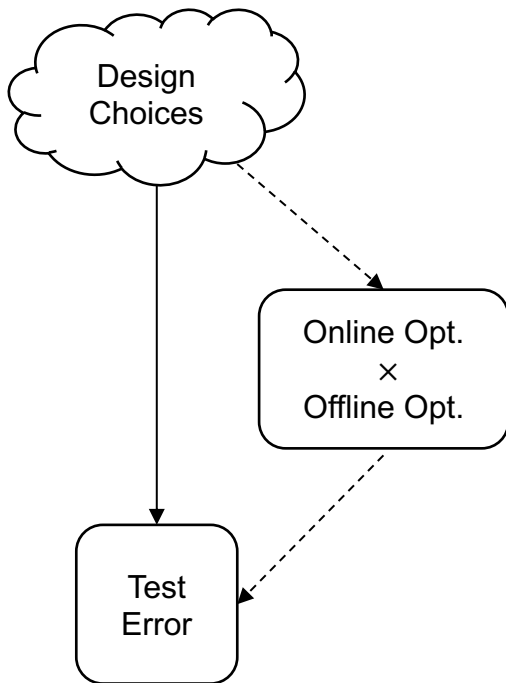 Design
Choices
Online Opt.
×
Offline Opt.
Test
Error